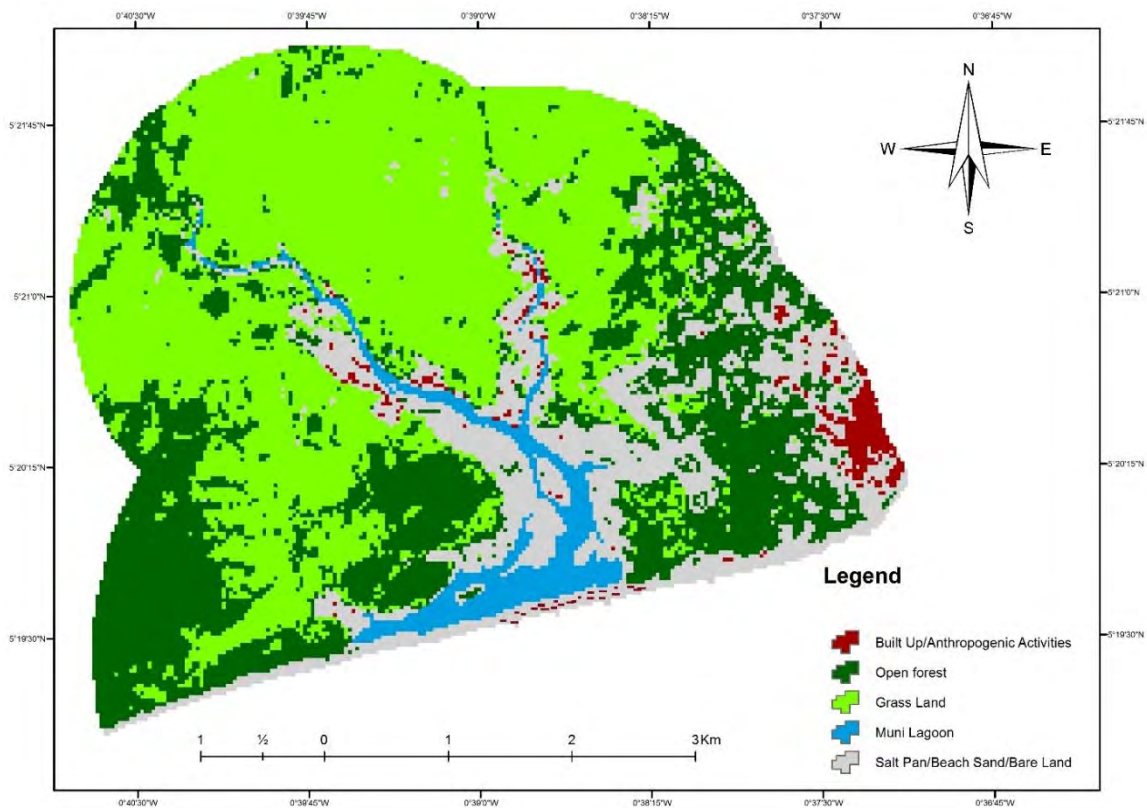 0°40'30"W 0°39'45"W 0°39'0"W 0°38'15"W 0°37'30"W 0°36'45"W
N
5°21'45"N 5°21'45"N
W E
S
5°21'0"N 5°21'0"N
5°20'15"N 5°20'15"N
Legend
5°19'30"N 5°19'30"N
Built Up/Anthropogenic Activities
Open forest
Grass Land
Muni Lagoon
Salt Pan/Beach Sand/Bare Land
1 ½ 0 1 2 3 Km
0°40'30"W 0°39'45"W 0°39'0"W 0°38'15"W 0°37'30"W 0°36'45"W